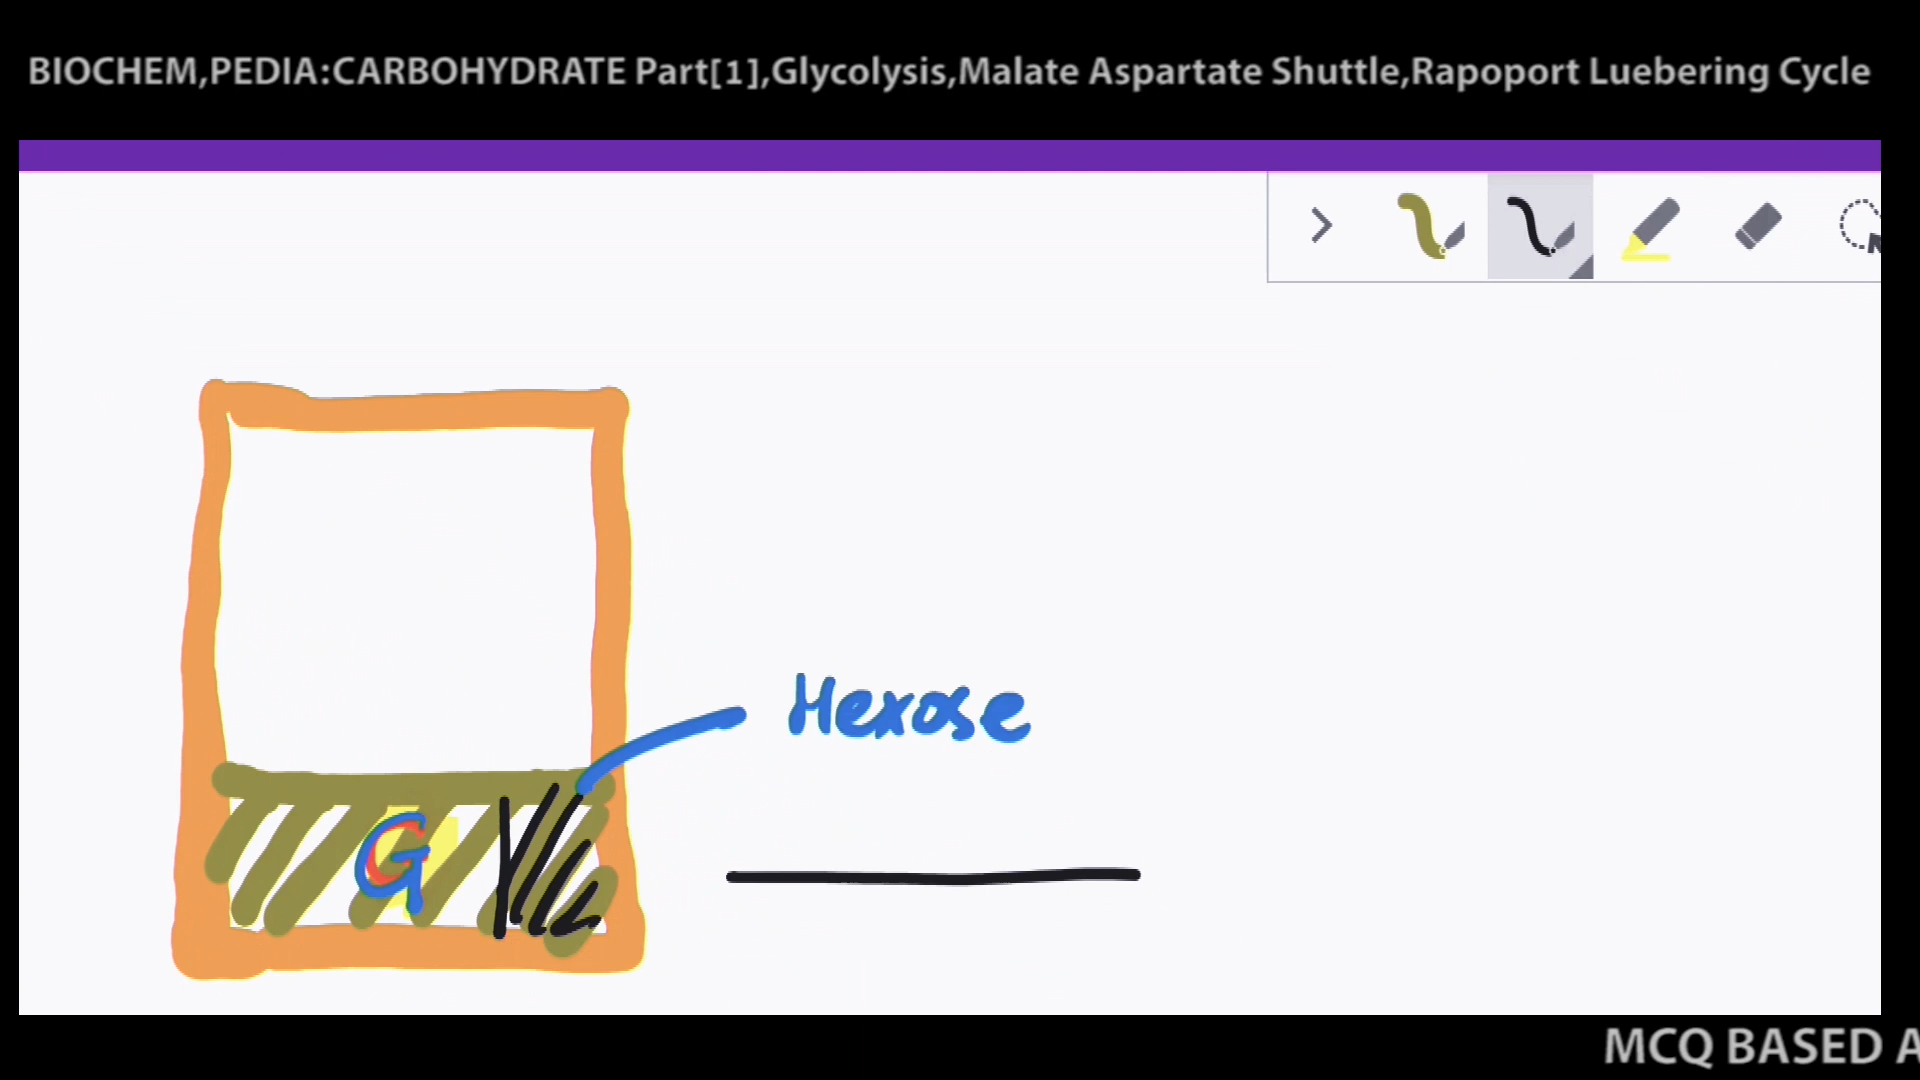 BIOCHEM,PEDIA:CARBOHYDRATE Part[1],Glycolysis,Malate Aspartate Shuttle,Rapoport Luebering Cycle
Hexose
G
MCQ BASED A